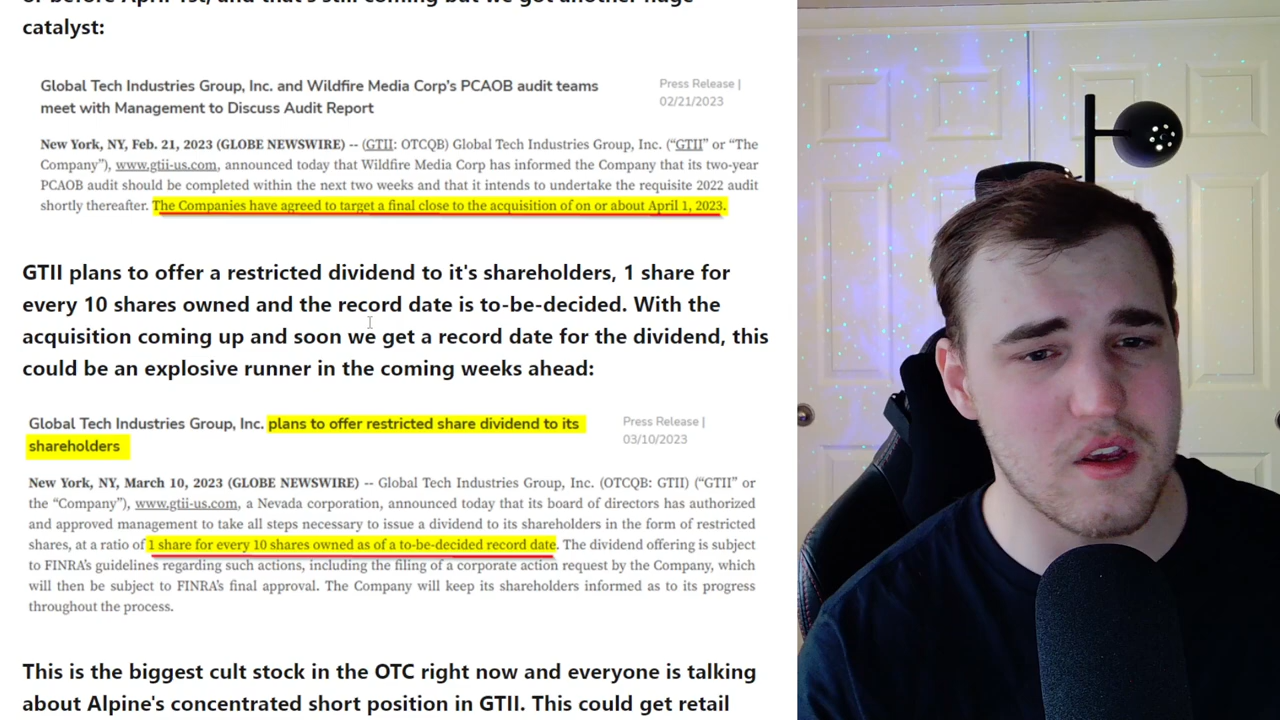 or before April 1st, and that's still coming but we got another huge
catalyst:
Global Tech Industries Group, Inc. and Wildfire Media Corp's PCAOB audit teams
meet with Management to Discuss Audit Report
Press Release |
02/21/2023
New York, NY, Feb. 21, 2023 (GLOBE NEWSWIRE) -- (GTII: OTCQB) Global Tech Industries Group, Inc. (“GTII” or “The
Company”), www.gtii-us.com, announced today that Wildfire Media Corp has informed the Company that its two-year
PCAOB audit should be completed within the next two weeks and that it intends to undertake the requisite 2022 audit
shortly thereafter. The Companies have agreed to target a final close to the acquisition of on or about April 1, 2023.
GTII plans to offer a restricted dividend to it's shareholders, 1 share for
every 10 shares owned and the record date is to-be-decided. With the
acquisition coming up and soon we get a record date for the dividend, this
could be an explosive runner in the coming weeks ahead:
Global Tech Industries Group, Inc. plans to offer restricted share dividend to its
shareholders
Press Release |
03/10/2023
New York, NY, March 10, 2023 (GLOBE NEWSWIRE) -- Global Tech Industries Group, Inc. (OTCQB: GTII) (“GTII” or
the “Company”), www.gtii-us.com, a Nevada corporation, announced today that its board of directors has authorized
and approved management to take all steps necessary to issue a dividend to its shareholders in the form of restricted
shares, at a ratio of 1 share for every 10 shares owned as of a to-be-decided record date. The dividend offering is subject
to FINRA's guidelines regarding such actions, including the filing of a corporate action request by the Company, which
will then be subject to FINRA's final approval. The Company will keep its shareholders informed as to its progress
throughout the process.
This is the biggest cult stock in the OTC right now and everyone is talking
about Alpine's concentrated short position in GTII. This could get retail